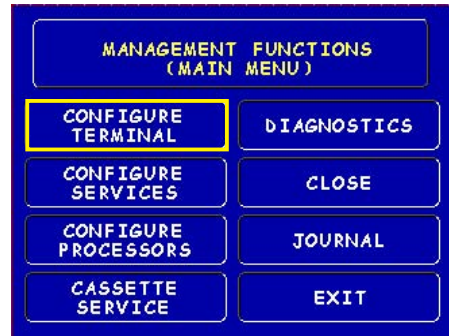 MANAGEMENT FUNCTIONS
(MAIN MENU)
CONFIGURE
TERMINAL
DIAGNOSTICS
CONFIGURE
SERVICES
CLOSE
CONFIGURE
PROCESSORS
JOURNAL
CASSETTE
SERVICE
EXIT